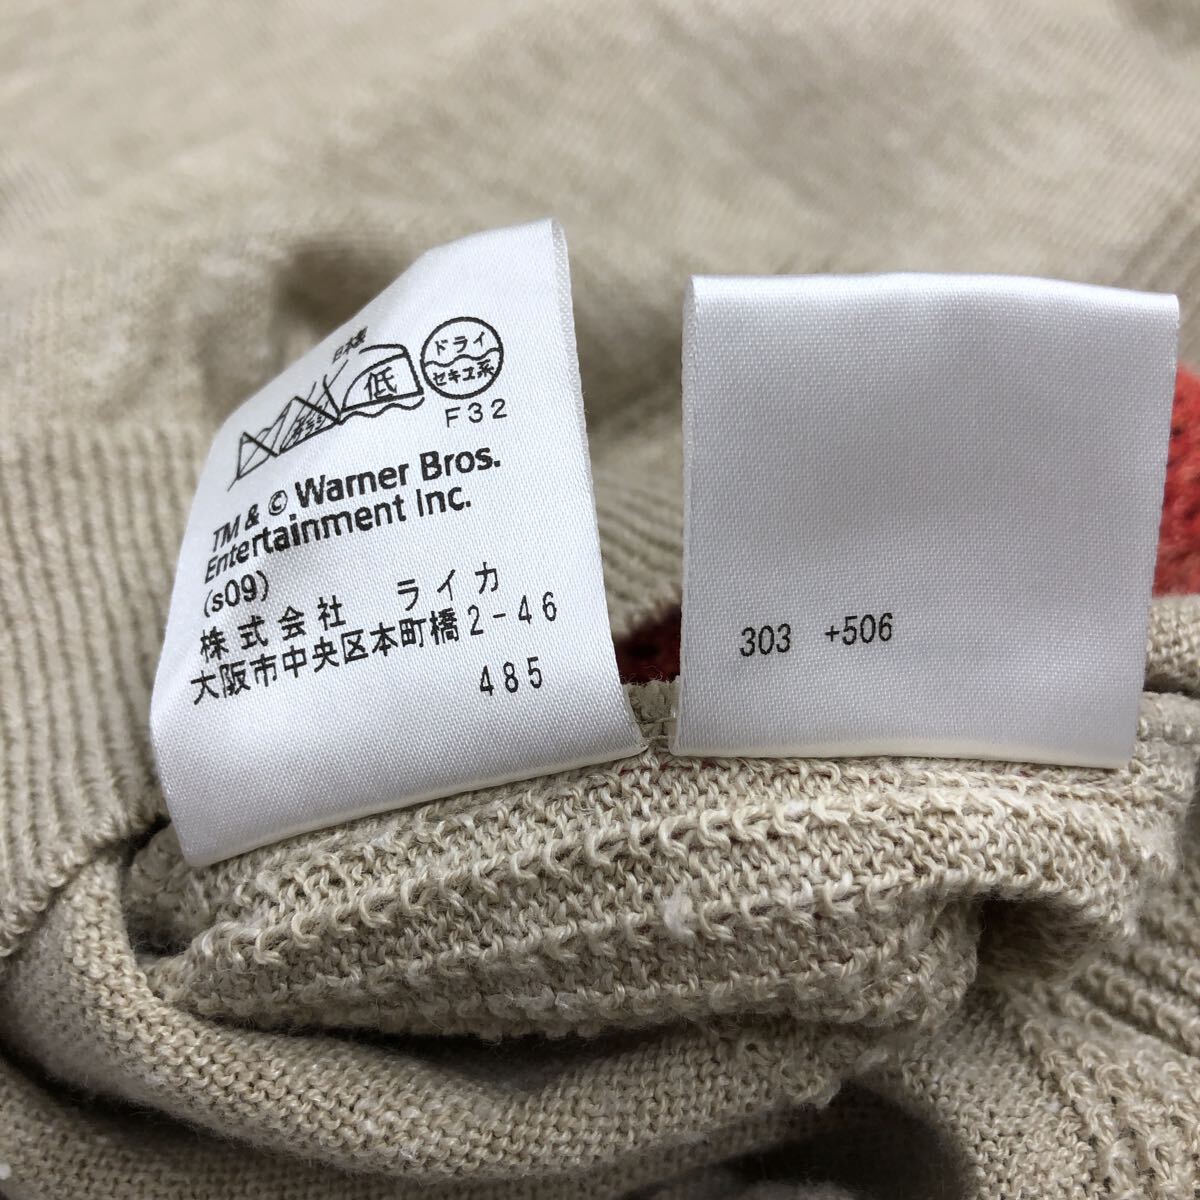 日本製
低
ドライ
セキユ系
F32
TM & © Warner Bros.
Entertainment Inc.
(s09)
株式会社 ライカ
大阪市中央区本町橋2-46
485
303 +506